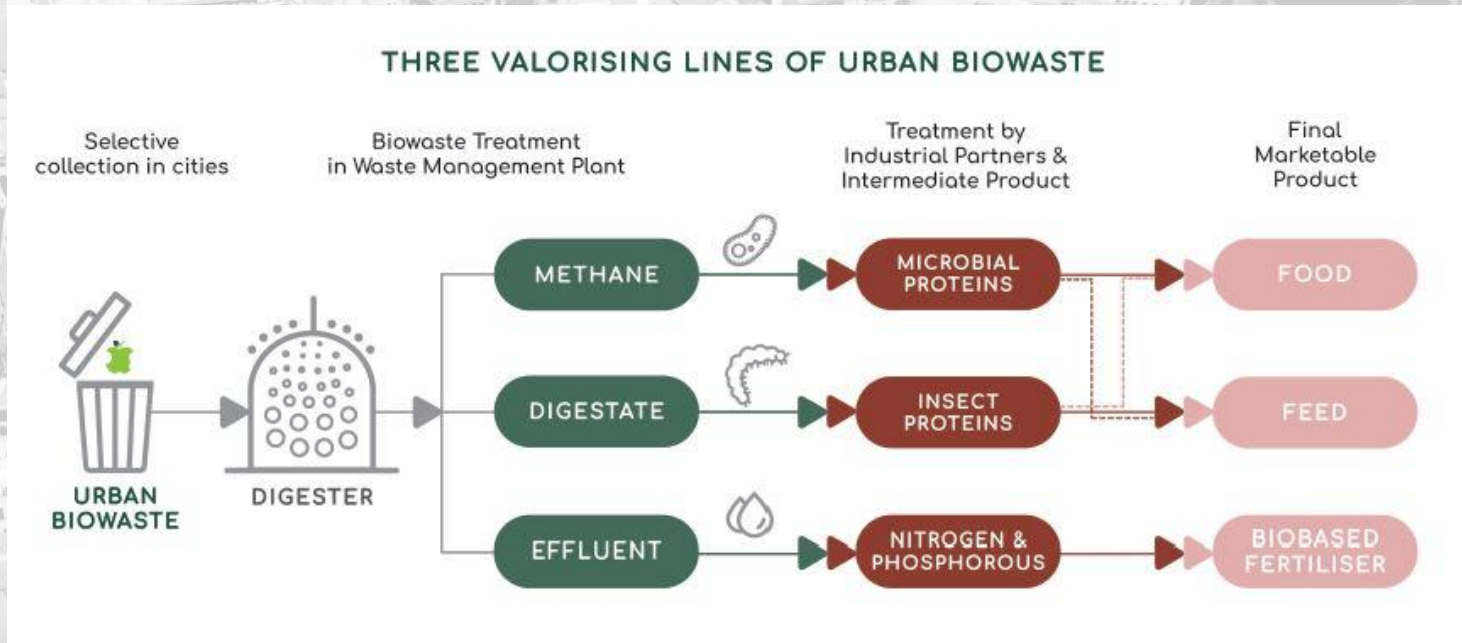 THREE VALORISING LINES OF URBAN BIOWASTE
Selective
collection in cities
Biowaste Treatment
in Waste Management Plant
Treatment by
Industrial Partners &
Intermediate Product
Final
Marketable
Product
URBAN
BIOWASTE
DIGESTER
METHANE
MICROBIAL
PROTEINS
FOOD
DIGESTATE
INSECT
PROTEINS
FEED
EFFLUENT
NITROGEN &
PHOSPHOROUS
BIOBASED
FERTILISER